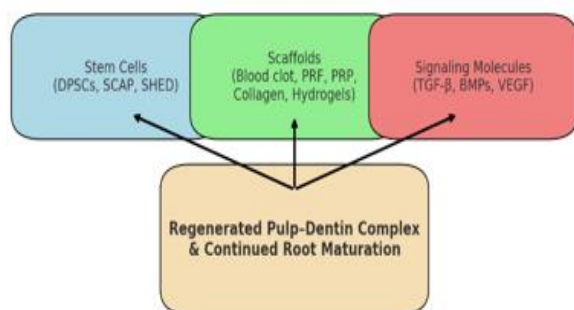 Stem Cells
(DPSCs, SCAP, SHED)
Scaffolds
(Blood clot, PRF, PRP,
Collagen, Hydrogels)
Signaling Molecules
(TGF-β, BMPs, VEGF)
Regenerated Pulp-Dentin Complex
& Continued Root Maturation